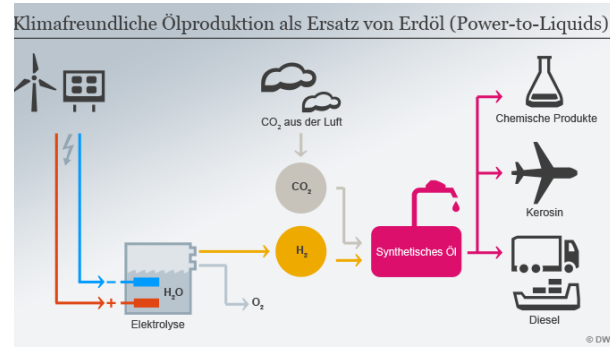 Klimafreundliche Ölproduktion als Ersatz von Erdöl (Power-to-Liquids)
CO₂ aus der Luft
Chemische Produkte
CO₂
Kerosin
H₂
Synthetisches Öl
–
H₂O
+
O₂
Elektrolyse
Diesel
© DW